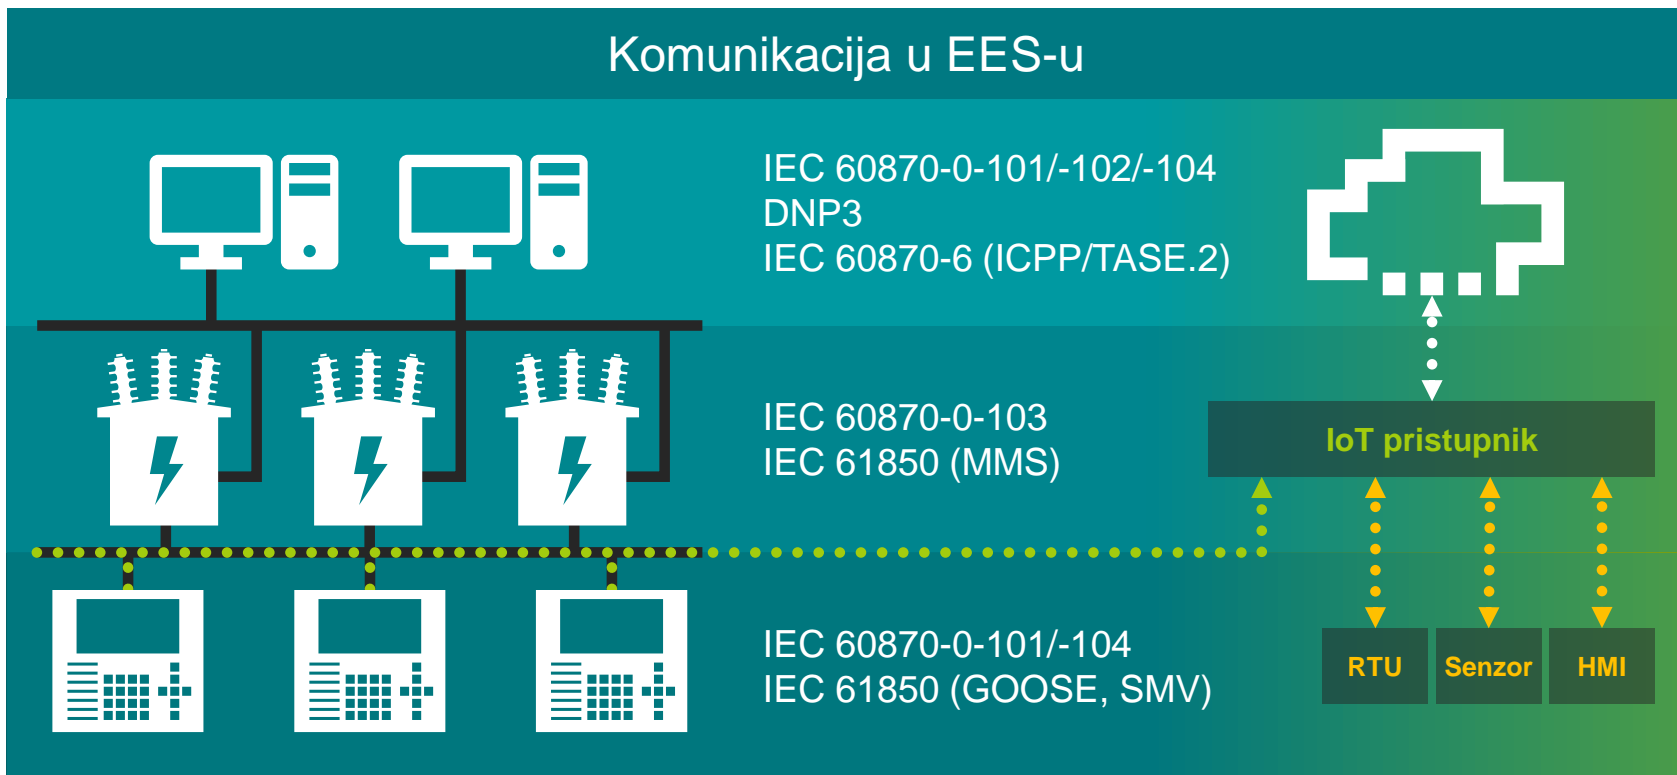 Komunikacija u EES-u
IEC 60870-0-101/-102/-104
DNP3
IEC 60870-6 (ICPP/TASE.2)
IEC 60870-0-103
IEC 61850 (MMS)
IoT pristupnik
IEC 60870-0-101/-104
IEC 61850 (GOOSE, SMV)
RTU
Senzor
HMI